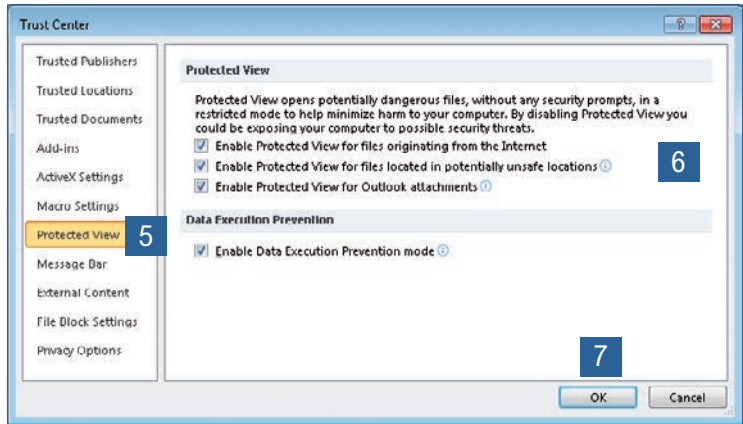 Trust Center
Trusted Publishers
Trusted Locations
Trusted Documents
Add-ins
ActiveX Settings
Macro Settings
Protected View
5
Message Bar
External Content
File Block Settings
Privacy Options
Protected View
Protected View opens potentially dangerous files, without any security prompts, in a
restricted mode to help minimize harm to your computer. By disabling Protected View you
could be exposing your computer to possible security threats.
Enable Protected View for files originating from the Internet
Enable Protected View for files located in potentially unsafe locations
6
Enable Protected View for Outlook attachments
Data Execution Prevention
Enable Data Execution Prevention mode
7
OK
Cancel